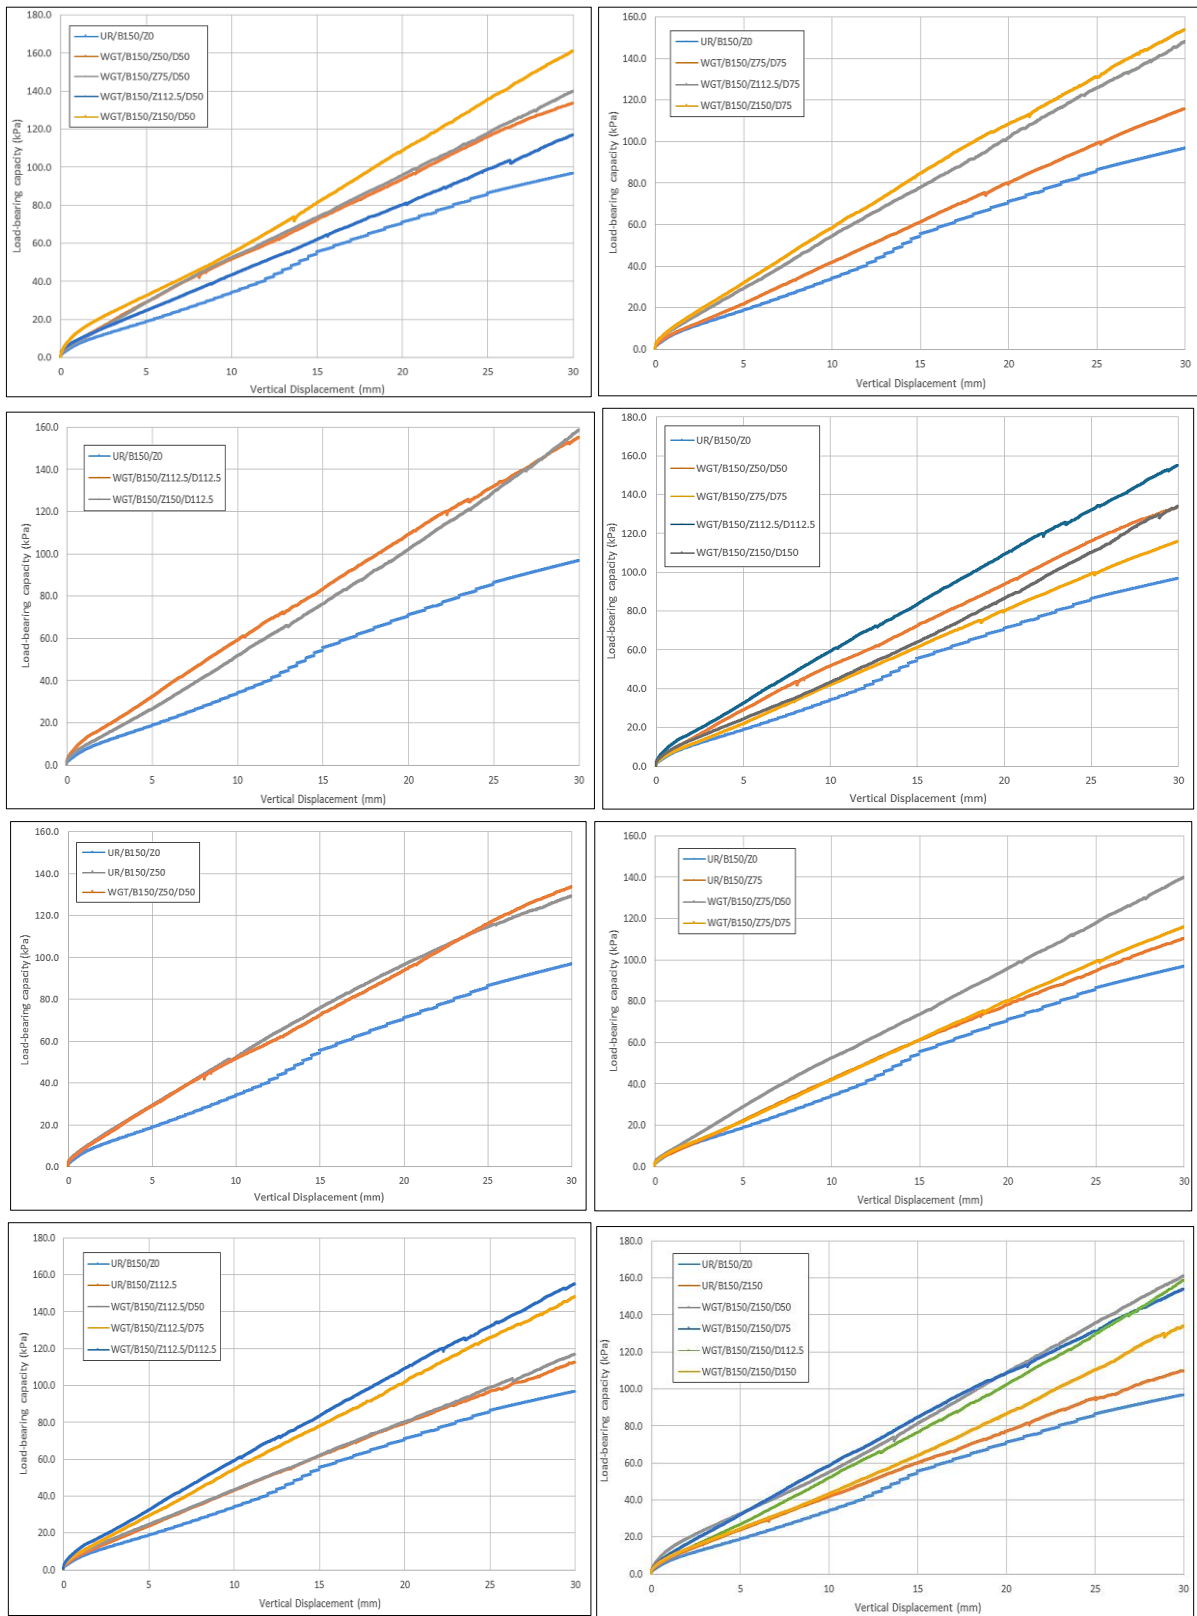 180.0
160.0
140.0
120.0
100.0
80.0
60.0
40.0
20.0
0.0
Load-bearing capacity (kPa)
UR/B150/Z0
WGT/B150/Z50/D50
WGT/B150/Z75/D50
WGT/B150/Z112.5/D50
WGT/B150/Z150/D50
0 5 10 15 20 25 30
Vertical Displacement (mm)
160.0
140.0
120.0
100.0
80.0
60.0
40.0
20.0
0.0
Load-bearing capacity (kPa)
UR/B150/Z0
WGT/B150/Z75/D75
WGT/B150/Z112.5/D75
WGT/B150/Z150/D75
0 5 10 15 20 25 30
Vertical Displacement (mm)
160.0
140.0
120.0
100.0
80.0
60.0
40.0
20.0
0.0
Load-bearing capacity (kPa)
UR/B150/Z0
WGT/B150/Z112.5/D112.5
WGT/B150/Z150/D112.5
0 5 10 15 20 25 30
Vertical Displacement (mm)
180.0
160.0
140.0
120.0
100.0
80.0
60.0
40.0
20.0
0.0
Load-bearing capacity (kPa)
UR/B150/Z0
WGT/B150/Z50/D50
WGT/B150/Z75/D75
WGT/B150/Z112.5/D112.5
WGT/B150/Z150/D150
0 5 10 15 20 25 30
Vertical Displacement (mm)
160.0
140.0
120.0
100.0
80.0
60.0
40.0
20.0
0.0
Load-bearing capacity (kPa)
UR/B150/Z0
UR/B150/Z50
WGT/B150/Z50/D50
0 5 10 15 20 25 30
Vertical Displacement (mm)
160.0
140.0
120.0
100.0
80.0
60.0
40.0
20.0
0.0
Load-bearing capacity (kPa)
UR/B150/Z0
UR/B150/Z75
WGT/B150/Z75/D50
WGT/B150/Z75/D75
0 5 10 15 20 25 30
Vertical Displacement (mm)
180.0
160.0
140.0
120.0
100.0
80.0
60.0
40.0
20.0
0.0
Load-bearing capacity (kPa)
UR/B150/Z0
UR/B150/Z112.5
WGT/B150/Z112.5/D50
WGT/B150/Z112.5/D75
WGT/B150/Z112.5/D112.5
0 5 10 15 20 25 30
Vertical Displacement (mm)
180.0
160.0
140.0
120.0
100.0
80.0
60.0
40.0
20.0
0.0
Load-bearing capacity (kPa)
UR/B150/Z0
UR/B150/Z150
WGT/B150/Z150/D50
WGT/B150/Z150/D75
WGT/B150/Z150/D112.5
WGT/B150/Z150/D150
0 5 10 15 20 25 30
Vertical Displacement (mm)